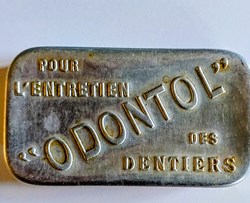 POUR
L'ENTRETIEN
"ODONTOL"
DES
DENTIERS